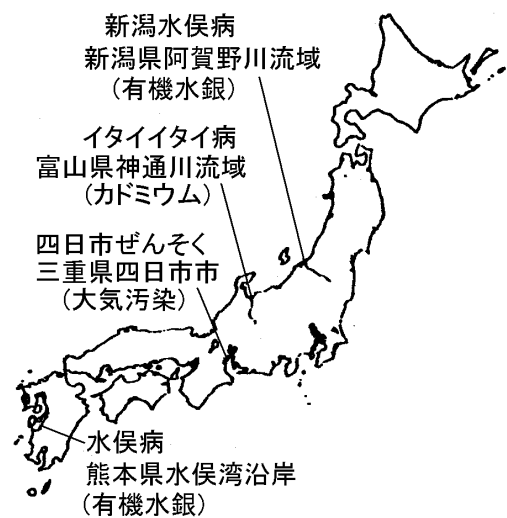 新潟水俣病
新潟県阿賀野川流域
(有機水銀)
イタイイタイ病
富山県神通川流域
(カドミウム)
四日市ぜんそく
三重県四日市市
(大気汚染)
水俣病
熊本県水俣湾沿岸
(有機水銀)